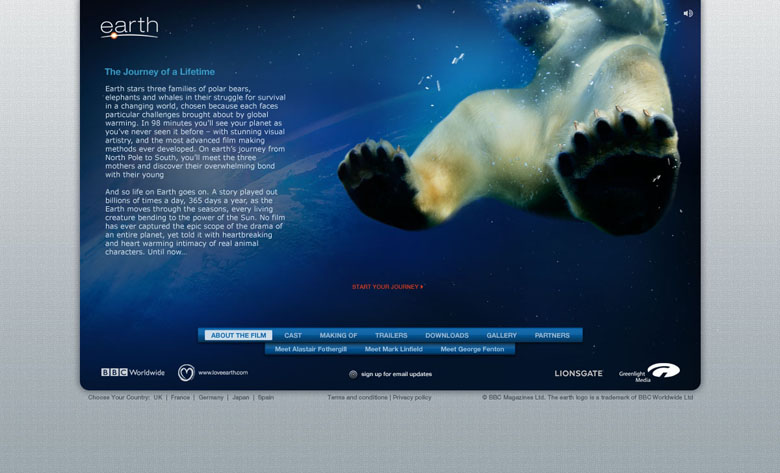 earth
The Journey of a Lifetime
Earth stars three families of polar bears,
elephants and whales in their struggle for survival
in a changing world, chosen because each faces
particular challenges brought about by global
warming. In 98 minutes you'll see your planet as
you've never seen it before – with stunning visual
artistry, and the most advanced film making
methods ever developed. On earth's journey from
North Pole to South, you'll meet the three
mothers and discover their overwhelming bond
with their young
And so life on Earth goes on. A story played out
billions of times a day, 365 days a year, as the
Earth moves through the seasons, every living
creature bending to the power of the Sun. No film
has ever captured the epic scope of the drama of
an entire planet, yet told it with heartbreaking
and heart warming intimacy of real animal
characters. Until now...
START YOUR JOURNEY
ABOUT THE FILM CAST MAKING OF TRAILERS DOWNLOADS GALLERY PARTNERS
Meet Alastair Fothergill Meet Mark Linfield Meet George Fenton
BBC Worldwide www.loveearth.com sign up for email updates LIONSGATE Greenlight Media
Choose Your Country: UK | France | Germany | Japan | Spain Terms and conditions | Privacy policy © BBC Magazines Ltd. The earth logo is a trademark of BBC Worldwide Ltd